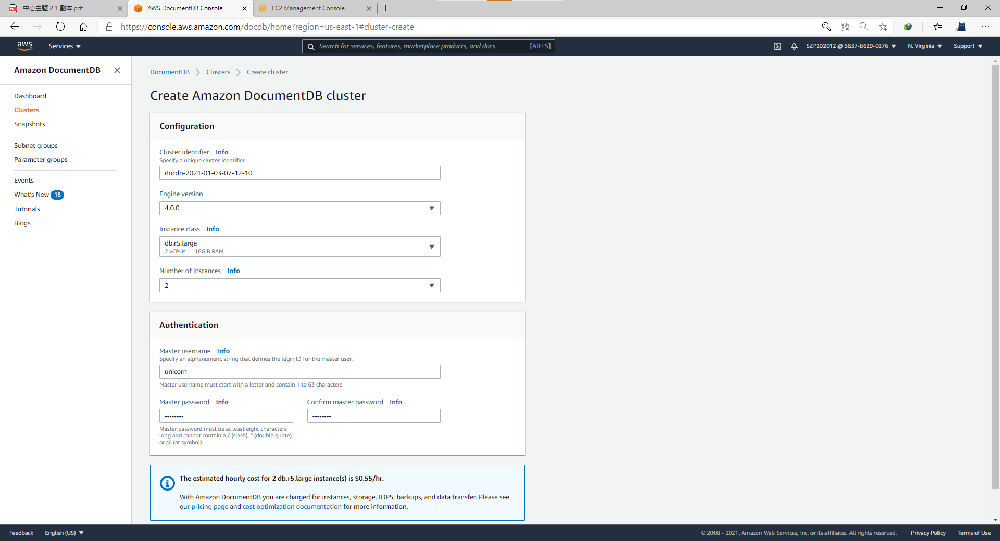 中心主题 2 1 副本.pdf
AWS DocumentDB Console
EC2 Management Console
https://console.aws.amazon.com/docdb/home?region=us-east-1#cluster-create
aws
Services
Search for services, features, marketplace products, and docs [Alt+S]
SZP202012 @ 6637-8629-0276
N. Virginia
Support
Amazon DocumentDB
Dashboard
Clusters
Snapshots
Subnet groups
Parameter groups
Events
What's New 18
Tutorials
Blogs
DocumentDB
Clusters
Create cluster
Create Amazon DocumentDB cluster
Configuration
Cluster identifier Info
Specify a unique cluster identifier.
docdb-2021-01-03-07-12-10
Engine version
4.0.0
Instance class Info
db.r5.large
2 vCPUs 16GiB RAM
Number of instances Info
2
Authentication
Master username Info
Specify an alphanumeric string that defines the login ID for the master user.
unicorn
Master username must start with a letter and contain 1 to 63 characters
Master password Info
••••••••
Master password must be at least eight characters
long and cannot contain a / (slash), " (double quote)
or @ (at symbol).
Confirm master password Info
••••••••
The estimated hourly cost for 2 db.r5.large instance(s) is $0.55/hr.
With Amazon DocumentDB you are charged for instances, storage, IOPS, backups, and data transfer. Please see
our pricing page and cost optimization documentation for more information.
Feedback
English (US)
© 2008 - 2021, Amazon Web Services, Inc. or its affiliates. All rights reserved.
Privacy Policy
Terms of Use